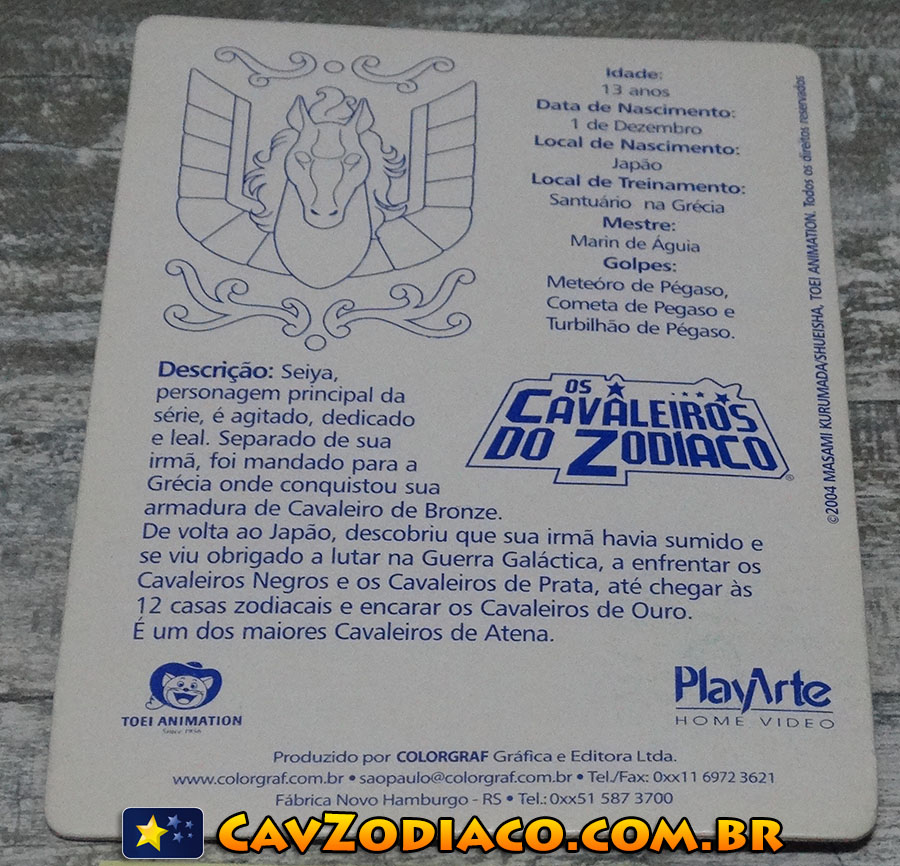 Idade:
13 anos
Data de Nascimento:
1 de Dezembro
Local de Nascimento:
Japão
Local de Treinamento:
Santuário na Grécia
Mestre:
Marin de Águia
Golpes:
Meteóro de Pégaso,
Cometa de Pegaso e
Turbilhão de Pégaso.
©2004 MASAMI KURUMADA/SHUEISHA, TOEI ANIMATION. Todos os direitos reservados
Descrição: Seiya,
personagem principal da
série, é agitado, dedicado
e leal. Separado de sua
irmã, foi mandado para a
Grécia onde conquistou sua
armadura de Cavaleiro de Bronze.
De volta ao Japão, descobriu que sua irmã havia sumido e
se viu obrigado a lutar na Guerra Galáctica, a enfrentar os
Cavaleiros Negros e os Cavaleiros de Prata, até chegar às
12 casas zodiacais e encarar os Cavaleiros de Ouro.
É um dos maiores Cavaleiros de Atena.
OS
CAVALEIROS
DO ZODIACO
®
TOEI ANIMATION
Since 1956
PlayArte
HOME VIDEO
Produzido por COLORGRAF Gráfica e Editora Ltda.
www.colorgraf.com.br • saopaulo@colorgraf.com.br • Tel./Fax: 0xx11 6972 3621
Fábrica Novo Hamburgo - RS • Tel.: 0xx51 587 3700
CAVZODIACO.COM.BR